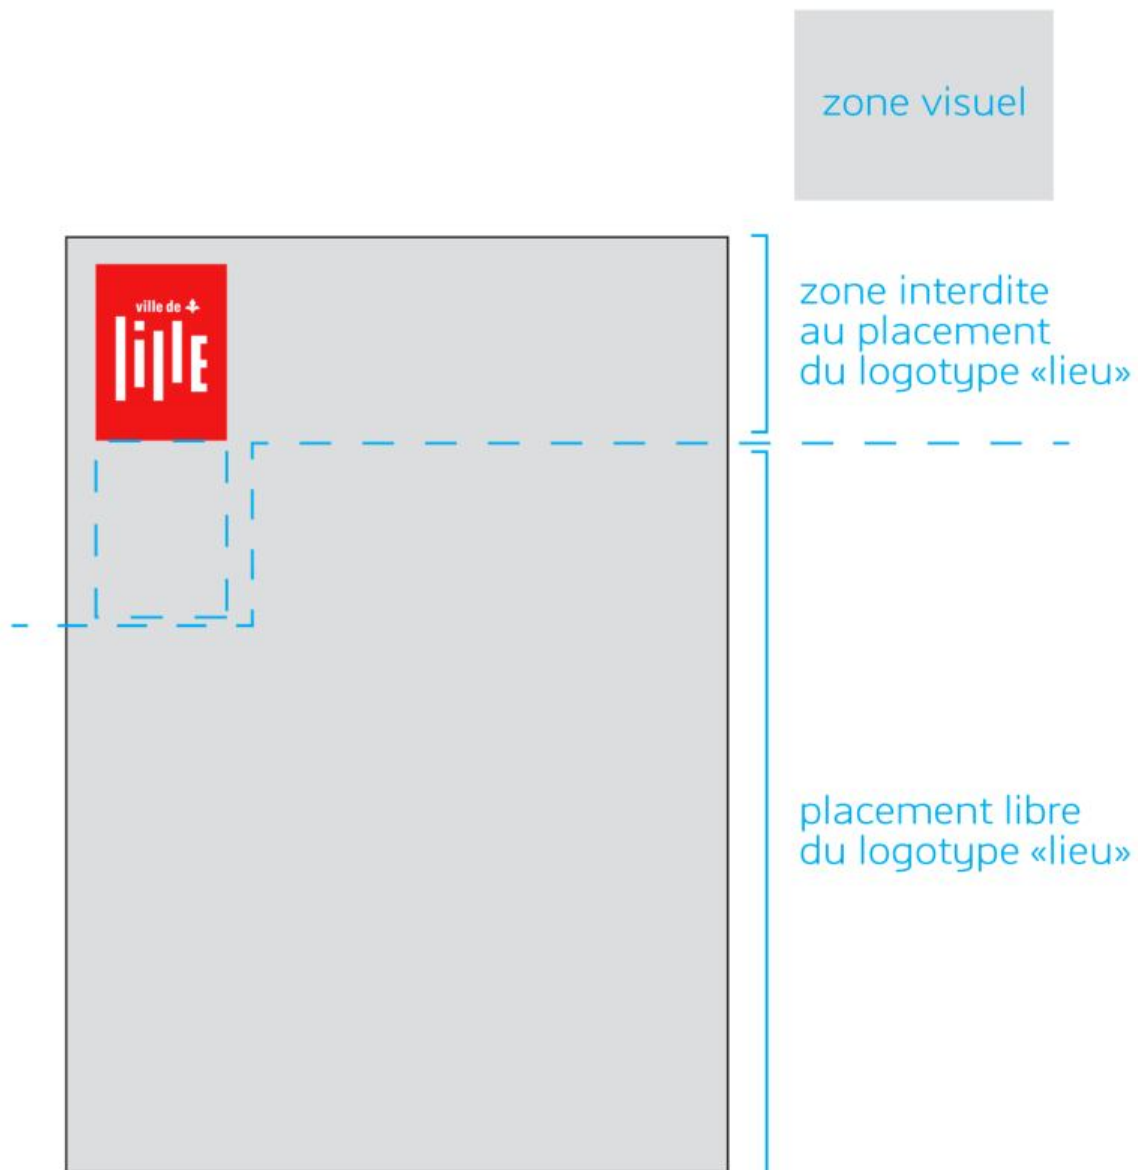 zone visuel
ville de
lille
zone interdite
au placement
du logotype «lieu»
placement libre
du logotype «lieu»